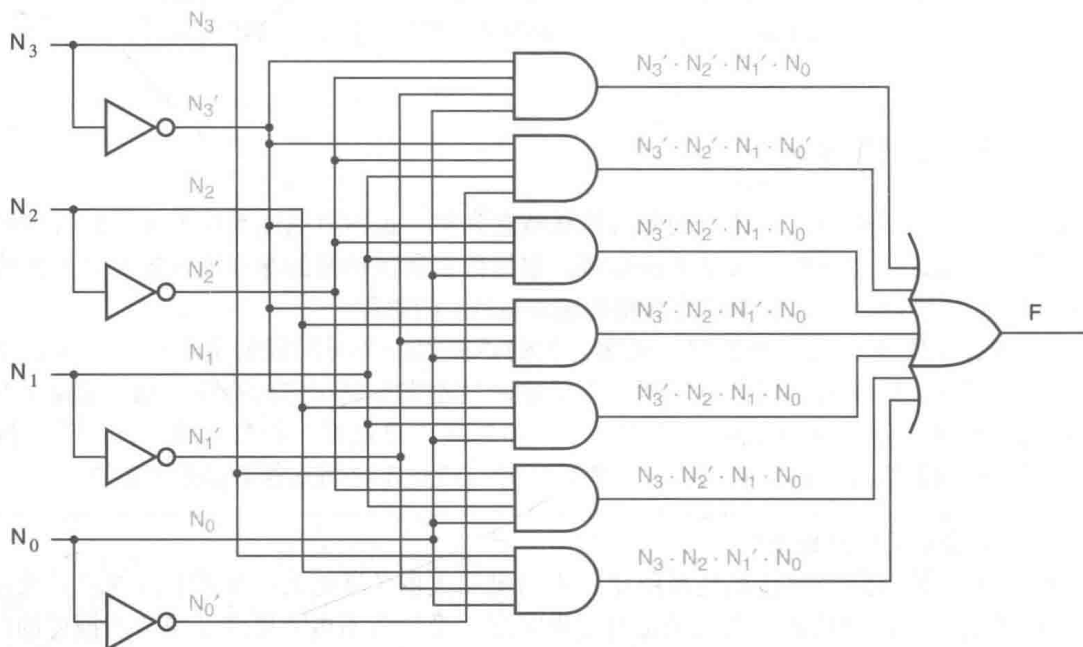 N₃
N₃
N₃′
N₂
N₂
N₂′
N₁
N₁
N₁′
N₀
N₀
N₀′
N₃′ · N₂′ · N₁′ · N₀
N₃′ · N₂′ · N₁ · N₀′
N₃′ · N₂′ · N₁ · N₀
N₃′ · N₂ · N₁′ · N₀
N₃′ · N₂ · N₁ · N₀
N₃ · N₂′ · N₁ · N₀
N₃ · N₂ · N₁′ · N₀
F